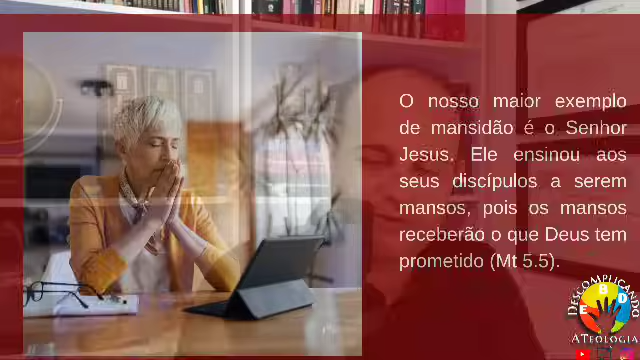 O nosso maior exemplo
de mansidão é o Senhor
Jesus. Ele ensinou aos
seus discípulos a serem
mansos, pois os mansos
receberão o que Deus tem
prometido (Mt 5.5).
DESCOMPLICANDO
EBD
A TEOLOGIA